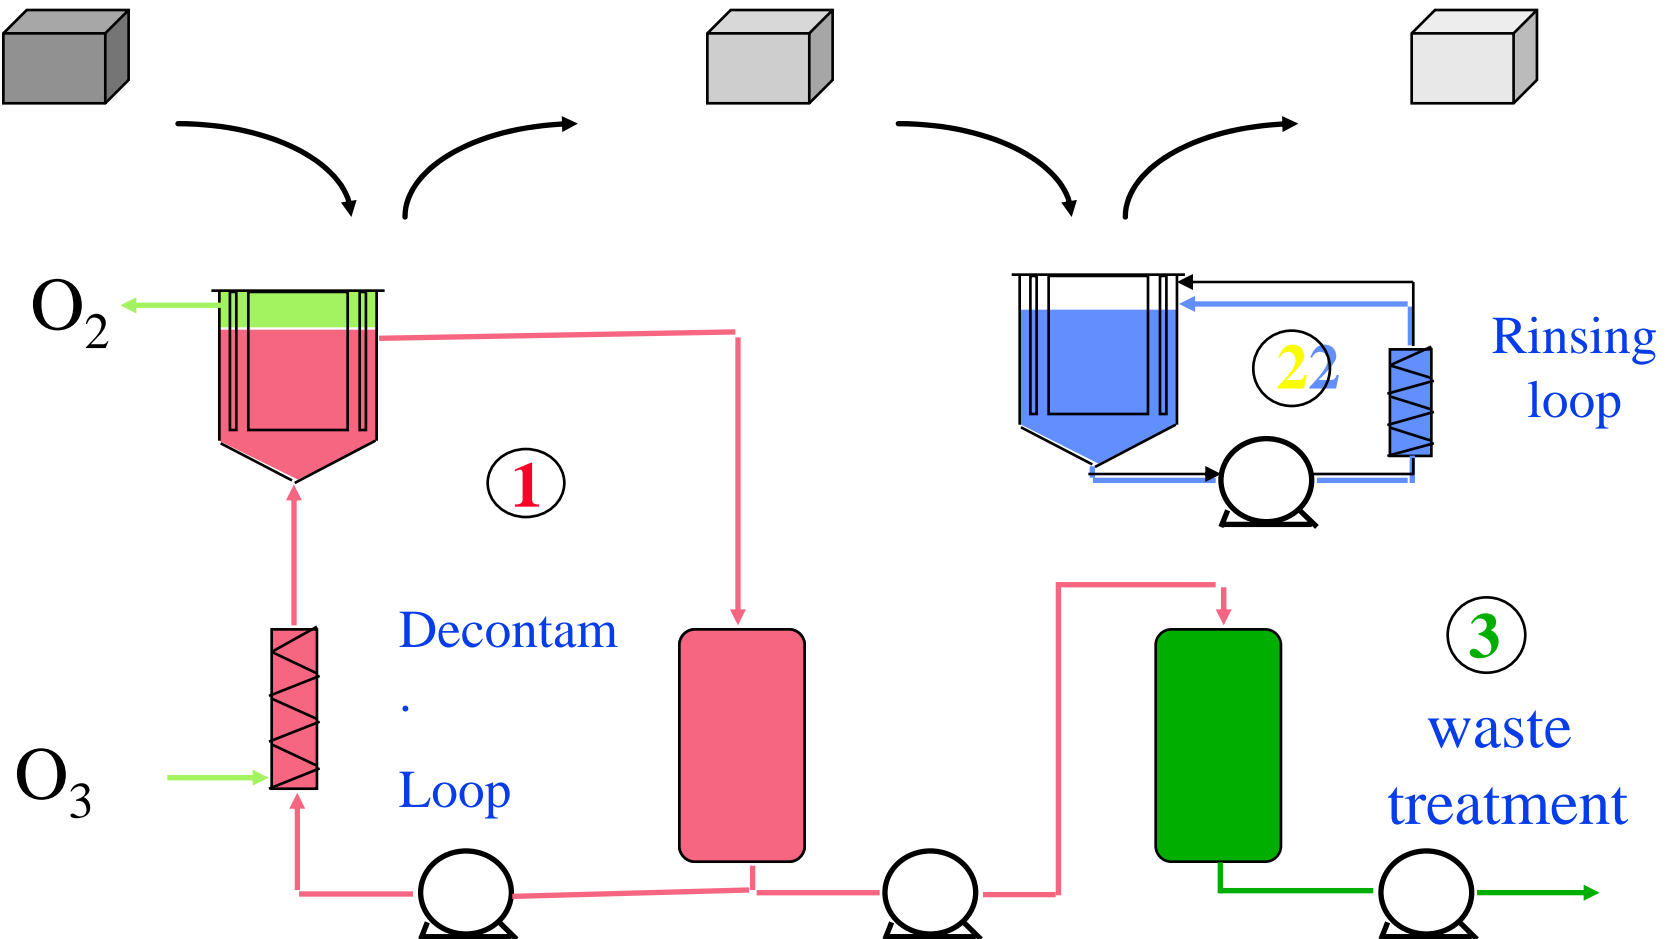 O2
22
Rinsing
loop
1
Decontam
.
Loop
3
waste
treatment
O3